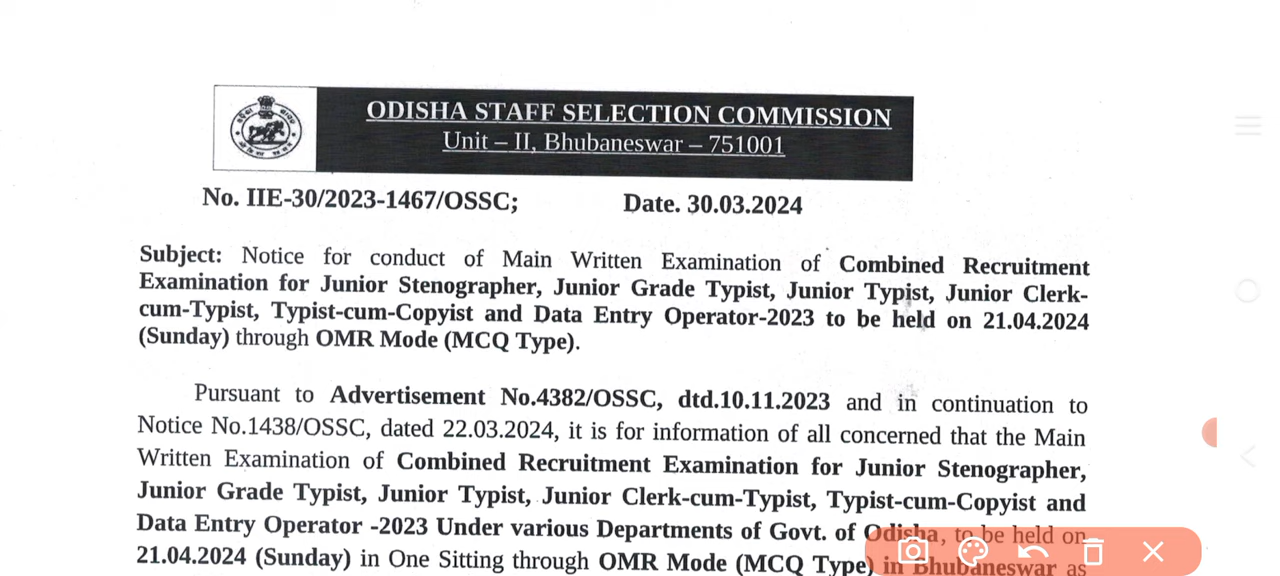 ODISHA STAFF SELECTION COMMISSION
Unit – II, Bhubaneswar – 751001
No. IIE-30/2023-1467/OSSC;	Date. 30.03.2024
Subject: Notice for conduct of Main Written Examination of Combined Recruitment
Examination for Junior Stenographer, Junior Grade Typist, Junior Typist, Junior Clerk-
cum-Typist, Typist-cum-Copyist and Data Entry Operator-2023 to be held on 21.04.2024
(Sunday) through OMR Mode (MCQ Type).
Pursuant to Advertisement No.4382/OSSC, dtd.10.11.2023 and in continuation to
Notice No.1438/OSSC, dated 22.03.2024, it is for information of all concerned that the Main
Written Examination of Combined Recruitment Examination for Junior Stenographer,
Junior Grade Typist, Junior Typist, Junior Clerk-cum-Typist, Typist-cum-Copyist and
Data Entry Operator -2023 Under various Departments of Govt. of Odisha, to be held on
21.04.2024 (Sunday) in One Sitting through OMR Mode (MCQ Type) in Bhubaneswar as